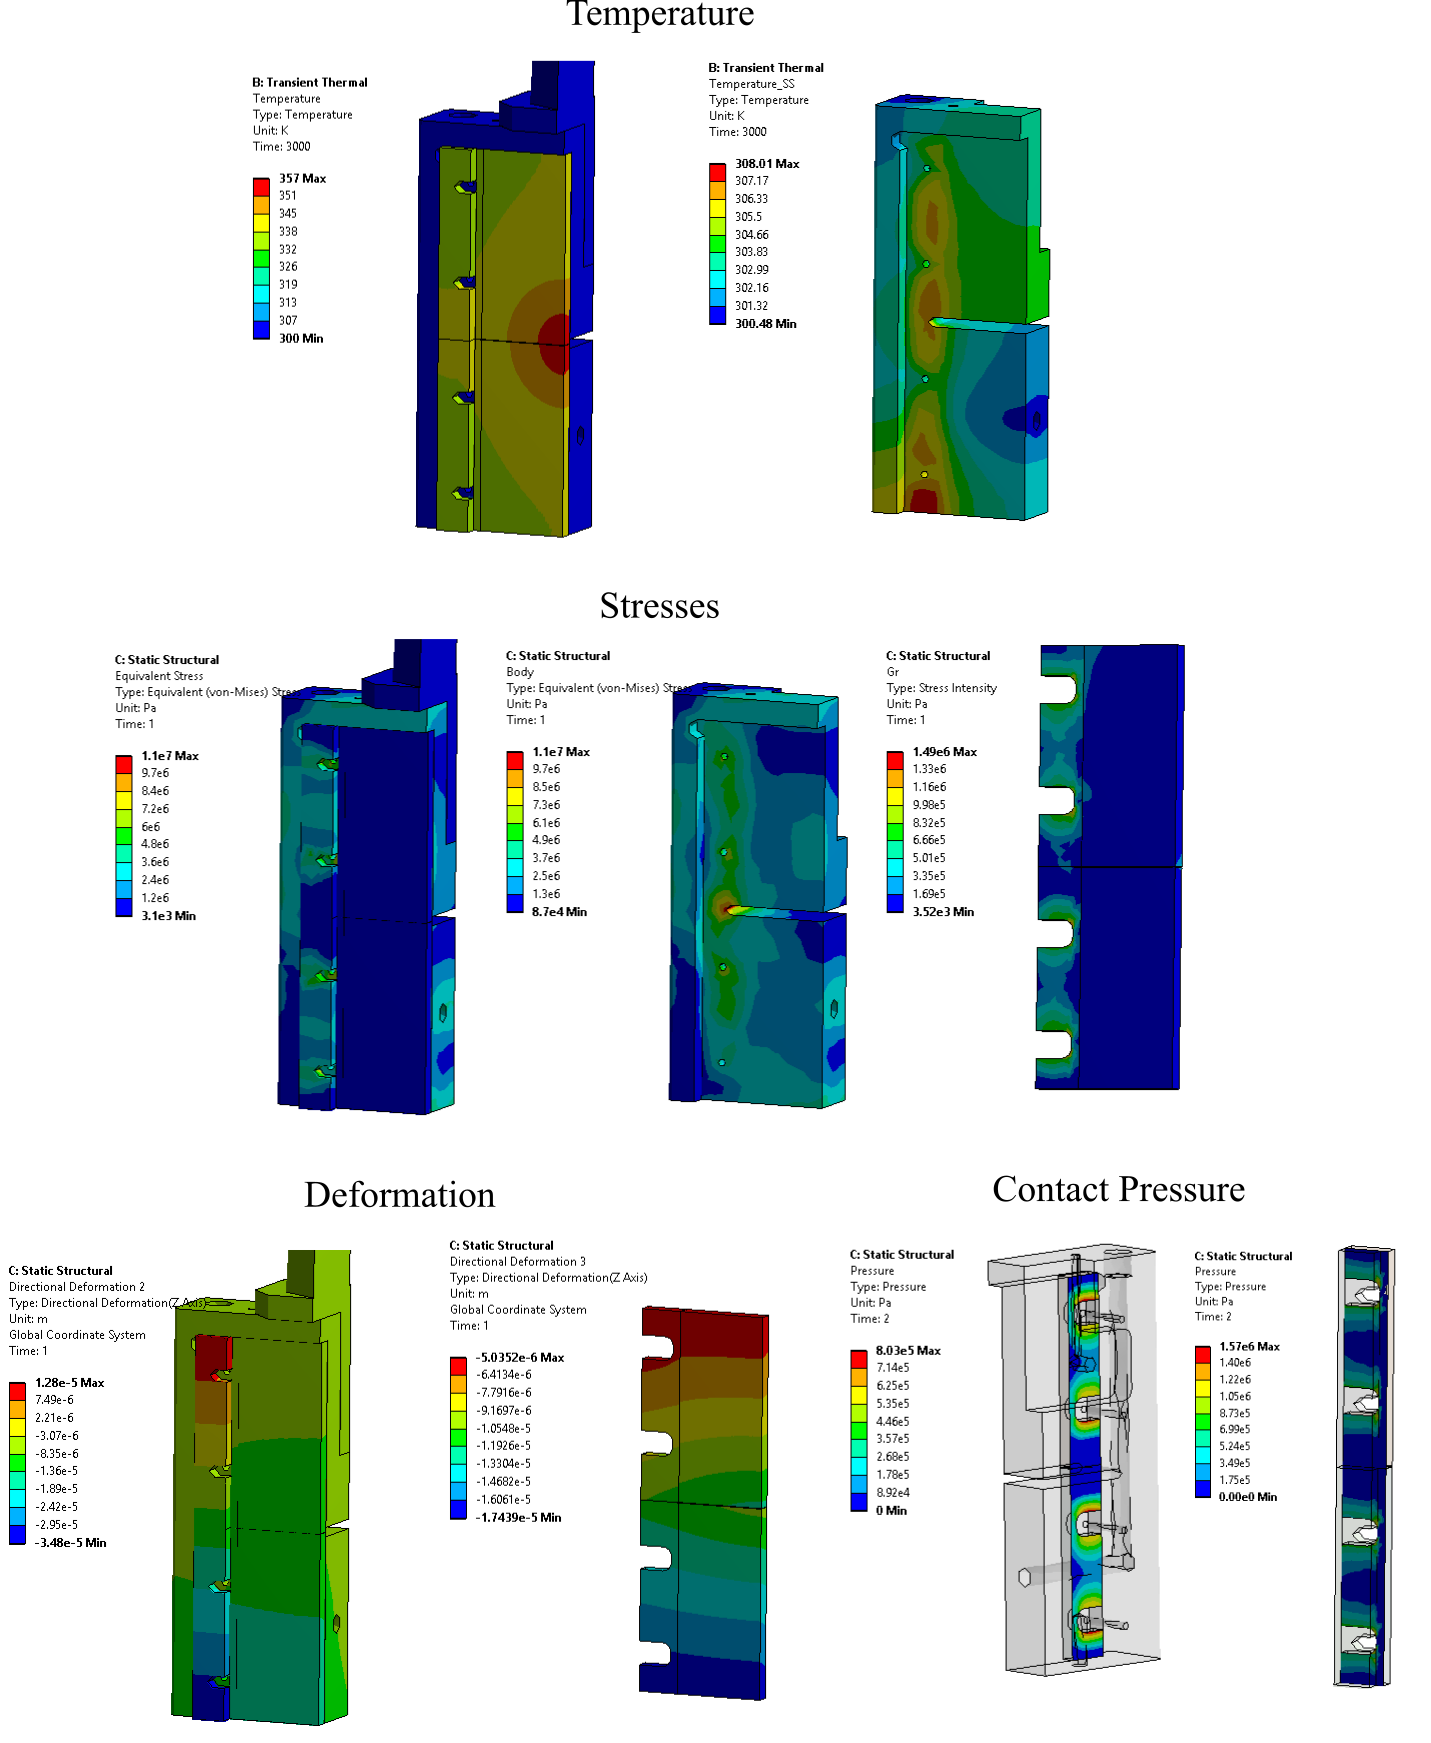 Temperature
B: Transient Thermal
Temperature
Type: Temperature
Unit: K
Time: 3000
357 Max
351
345
338
332
326
319
313
307
300 Min
B: Transient Thermal
Temperature_SS
Type: Temperature
Unit: K
Time: 3000
308.01 Max
307.17
306.33
305.5
304.66
303.83
302.99
302.16
301.32
300.48 Min
Stresses
C: Static Structural
Equivalent Stress
Type: Equivalent (von-Mises) Stres
Unit: Pa
Time: 1
1.1e7 Max
9.7e6
8.4e6
7.2e6
6e6
4.8e6
3.6e6
2.4e6
1.2e6
3.1e3 Min
C: Static Structural
Body
Type: Equivalent (von-Mises) Stres
Unit: Pa
Time: 1
1.1e7 Max
9.7e6
8.5e6
7.3e6
6.1e6
4.9e6
3.7e6
2.5e6
1.3e6
8.7e4 Min
C: Static Structural
Gr
Type: Stress Intensity
Unit: Pa
Time: 1
1.49e6 Max
1.33e6
1.16e6
9.98e5
8.32e5
6.66e5
5.01e5
3.35e5
1.69e5
3.52e3 Min
Deformation
C: Static Structural
Directional Deformation 2
Type: Directional Deformation(Z Axis)
Unit: m
Global Coordinate System
Time: 1
1.28e-5 Max
7.49e-6
2.21e-6
-3.07e-6
-8.35e-6
-1.36e-5
-1.89e-5
-2.42e-5
-2.95e-5
-3.48e-5 Min
C: Static Structural
Directional Deformation 3
Type: Directional Deformation(Z Axis)
Unit: m
Global Coordinate System
Time: 1
-5.0352e-6 Max
-6.4134e-6
-7.7916e-6
-9.1697e-6
-1.0548e-5
-1.1926e-5
-1.3304e-5
-1.4682e-5
-1.6061e-5
-1.7439e-5 Min
Contact Pressure
C: Static Structural
Pressure
Type: Pressure
Unit: Pa
Time: 2
8.03e5 Max
7.14e5
6.25e5
5.35e5
4.46e5
3.57e5
2.68e5
1.78e5
8.92e4
0 Min
C: Static Structural
Pressure
Type: Pressure
Unit: Pa
Time: 2
1.57e6 Max
1.40e6
1.22e6
1.05e6
8.73e5
6.99e5
5.24e5
3.49e5
1.75e5
0.00e0 Min